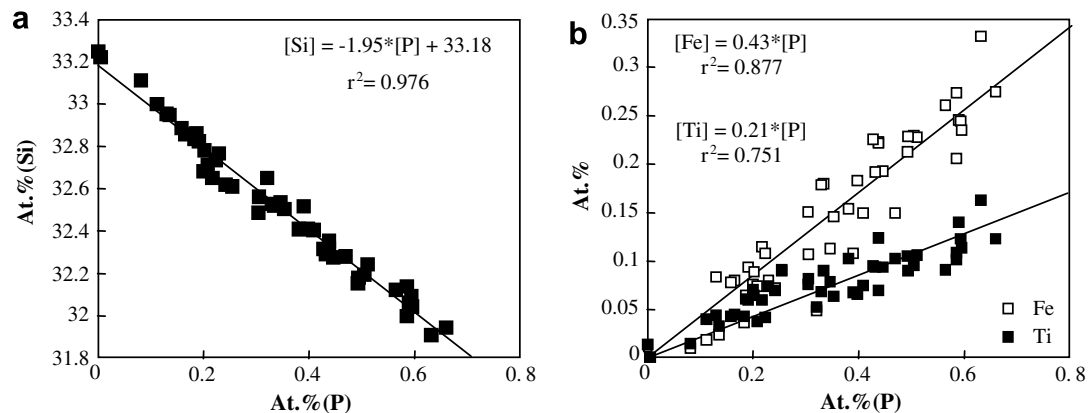 a
33.4
33.2
33
32.8
32.6
32.4
32.2
32
31.8
At.%(Si)
[Si] = -1.95*[P] + 33.18
r²= 0.976
0
0.2
0.4
0.6
0.8
At.%(P)
b
0.35
0.3
0.25
0.2
0.15
0.1
0.05
0
At.%
[Fe] = 0.43*[P]
r² = 0.877
[Ti] = 0.21*[P]
r² = 0.751
Fe
Ti
0
0.2
0.4
0.6
0.8
At.%(P)